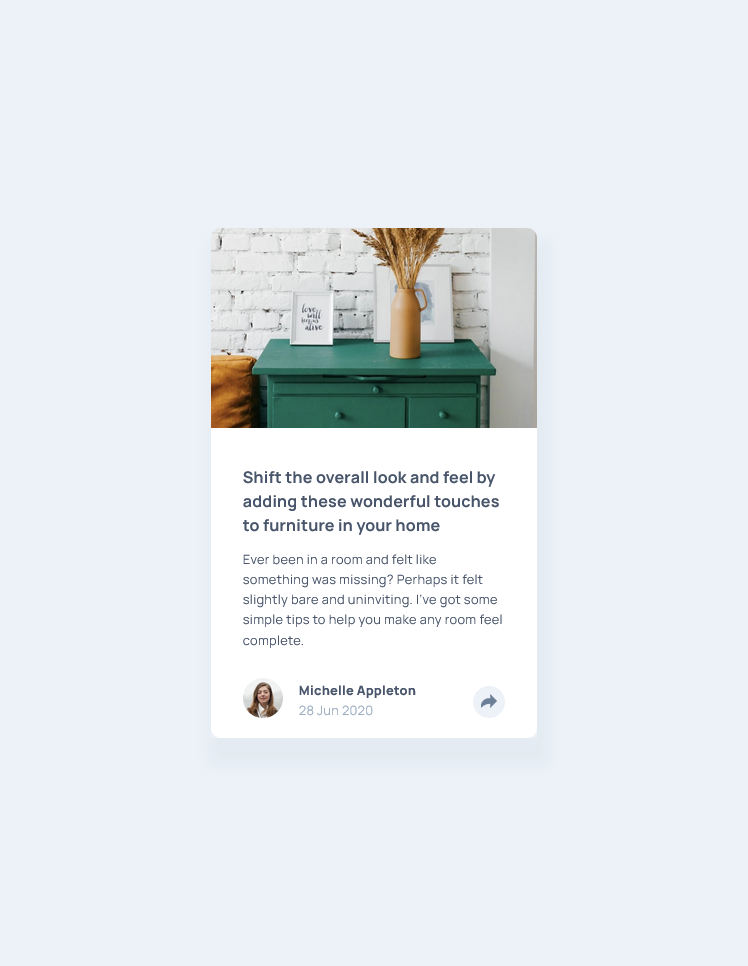 love
will
keep us
alive
Shift the overall look and feel by
adding these wonderful touches
to furniture in your home
Ever been in a room and felt like
something was missing? Perhaps it felt
slightly bare and uninviting. I’ve got some
simple tips to help you make any room feel
complete.
Michelle Appleton
28 Jun 2020